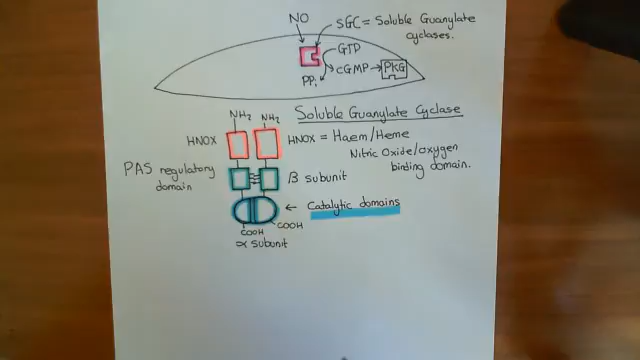 NO
SGC = Soluble Guanylate
cyclases.
GTP
cGMP → PKG
PPi
Soluble Guanylate Cyclase
NH2 NH2
HNOX
HNOX = Haem/Heme
Nitric Oxide/oxygen
binding domain.
PAS regulatory
domain
β subunit
← Catalytic domains
COOH
COOH
α subunit